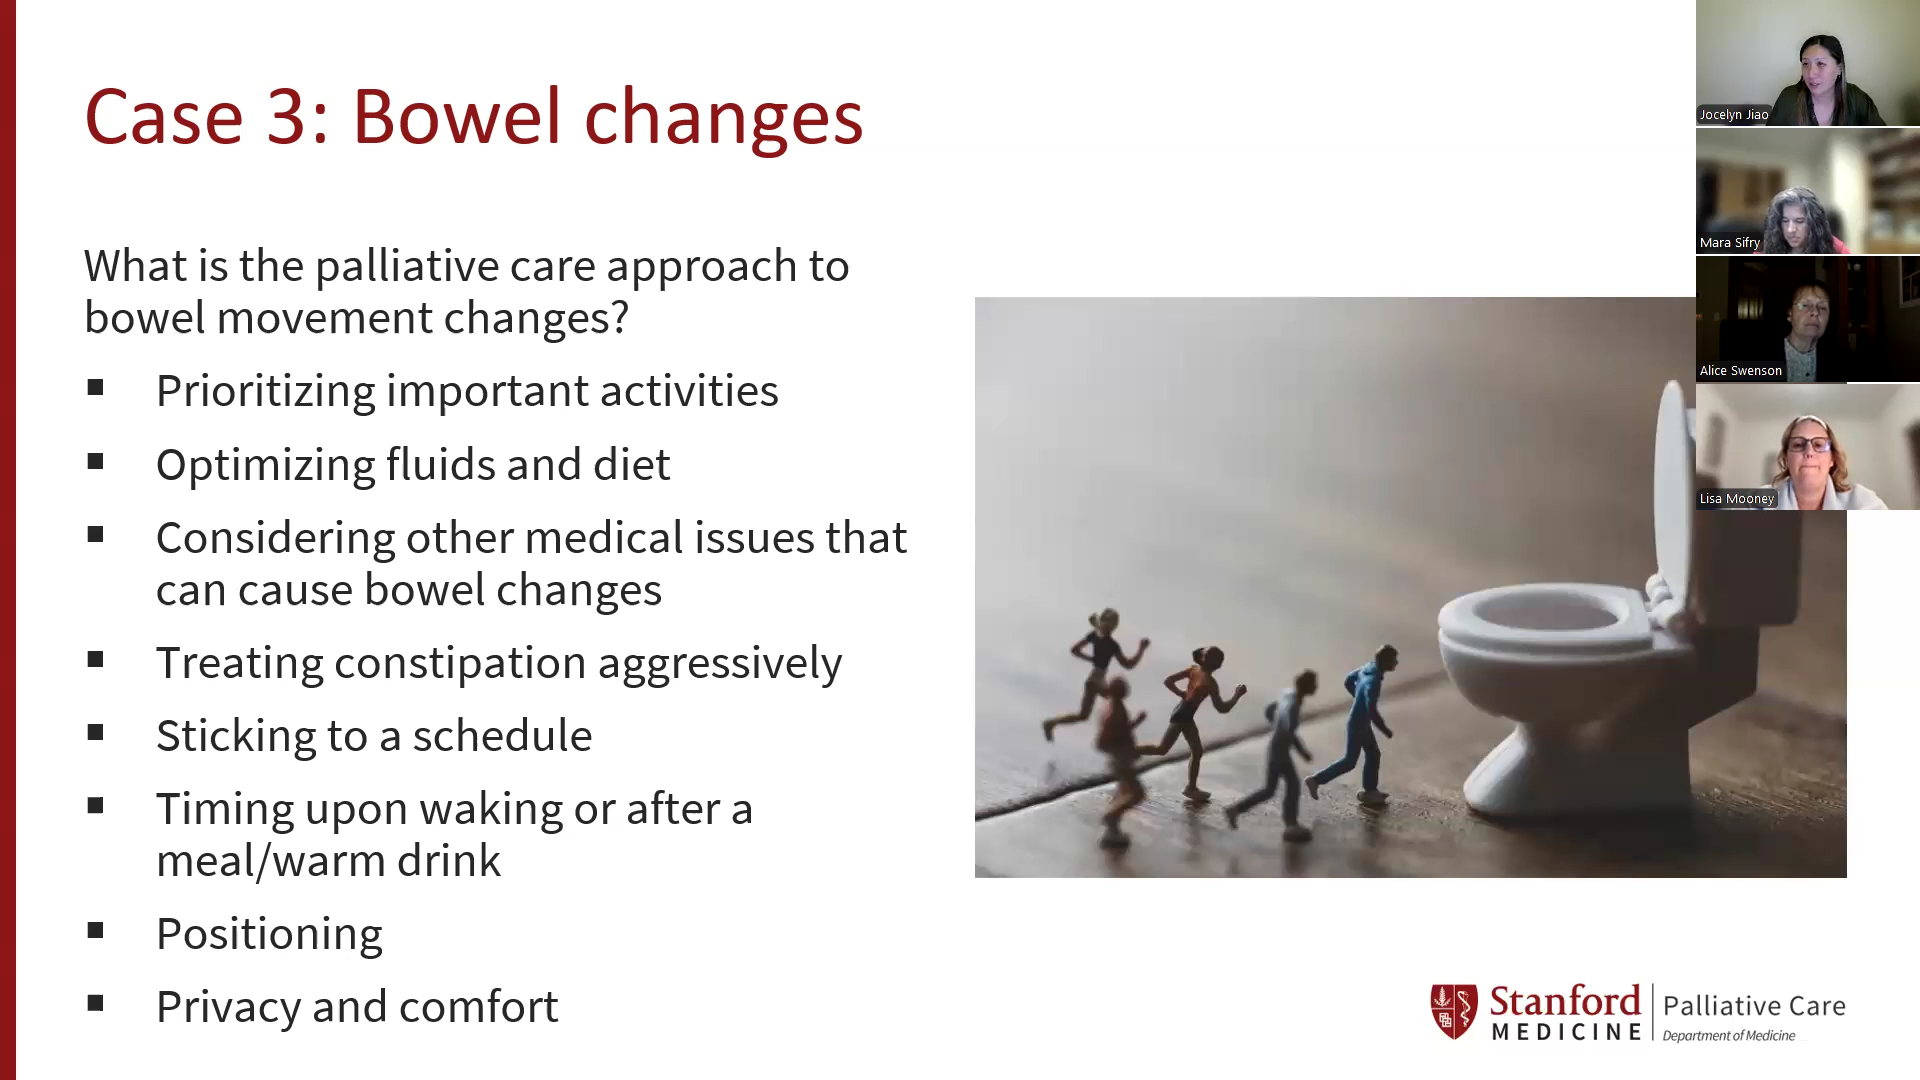 Case 3: Bowel changes
What is the palliative care approach to
bowel movement changes?
▪ Prioritizing important activities
▪ Optimizing fluids and diet
▪ Considering other medical issues that
can cause bowel changes
▪ Treating constipation aggressively
▪ Sticking to a schedule
▪ Timing upon waking or after a
meal/warm drink
▪ Positioning
▪ Privacy and comfort
Jocelyn Jiao
Mara Sifry
Alice Swenson
Lisa Mooney
Stanford
MEDICINE
Palliative Care
Department of Medicine